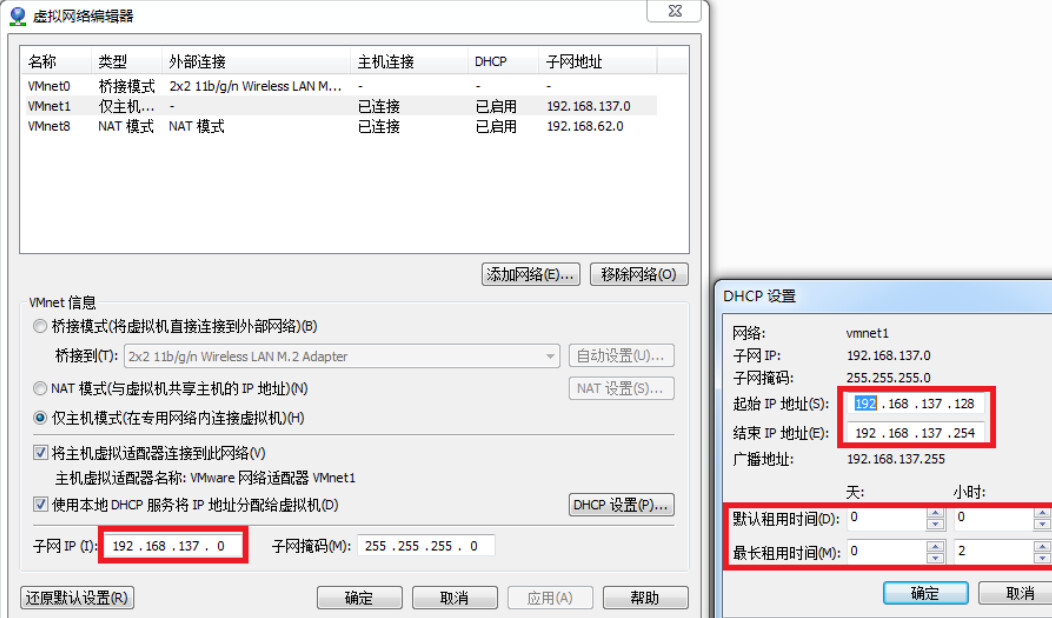 虚拟网络编辑器
名称 类型 外部连接 主机连接 DHCP 子网地址
VMnet0 桥接模式 2x2 11b/g/n Wireless LAN M... - - -
VMnet1 仅主机... - 已连接 已启用 192.168.137.0
VMnet8 NAT 模式 NAT 模式 已连接 已启用 192.168.62.0
添加网络(E)... 移除网络(O)
VMnet 信息
桥接模式(将虚拟机直接连接到外部网络)(B)
桥接到(T): 2x2 11b/g/n Wireless LAN M.2 Adapter 自动设置(U)...
NAT 模式(与虚拟机共享主机的 IP 地址)(N) NAT 设置(S)...
仅主机模式(在专用网络内连接虚拟机)(H)
将主机虚拟适配器连接到此网络(V)
主机虚拟适配器名称: VMware 网络适配器 VMnet1
使用本地 DHCP 服务将 IP 地址分配给虚拟机(D) DHCP 设置(P)...
子网 IP (I): 192 . 168 . 137 . 0 子网掩码(M): 255 . 255 . 255 . 0
还原默认设置(R) 确定 取消 应用(A) 帮助
DHCP 设置
网络: vmnet1
子网 IP: 192.168.137.0
子网掩码: 255.255.255.0
起始 IP 地址(S): 192 . 168 . 137 . 128
结束 IP 地址(E): 192 . 168 . 137 . 254
广播地址: 192.168.137.255
天: 小时:
默认租用时间(D): 0 0
最长租用时间(M): 0 2
确定 取消